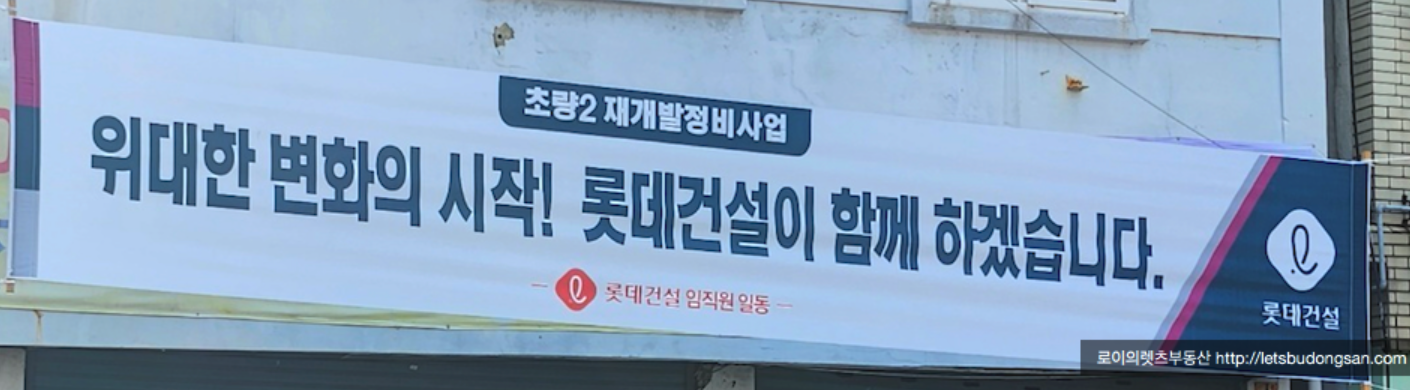 초량2 재개발정비사업
위대한 변화의 시작! 롯데건설이 함께 하겠습니다.
롯데건설 임직원 일동
롯데건설
로이의렛츠부동산 http://letsbudongsan.com